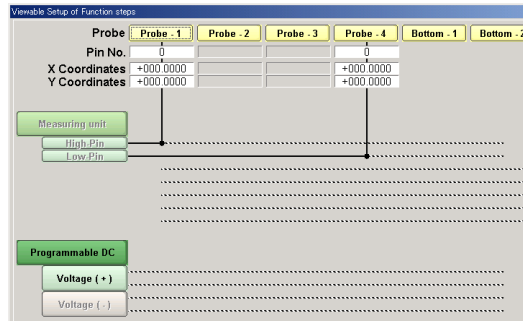 Viewable Setup of Function steps
Probe Probe - 1 Probe - 2 Probe - 3 Probe - 4 Bottom - 1 Bottom - 2
Pin No. 0 0
X Coordinates +000.0000 +000.0000
Y Coordinates +000.0000 +000.0000
Measuring unit
High-Pin
Low-Pin
Programmable DC
Voltage ( + )
Voltage ( - )